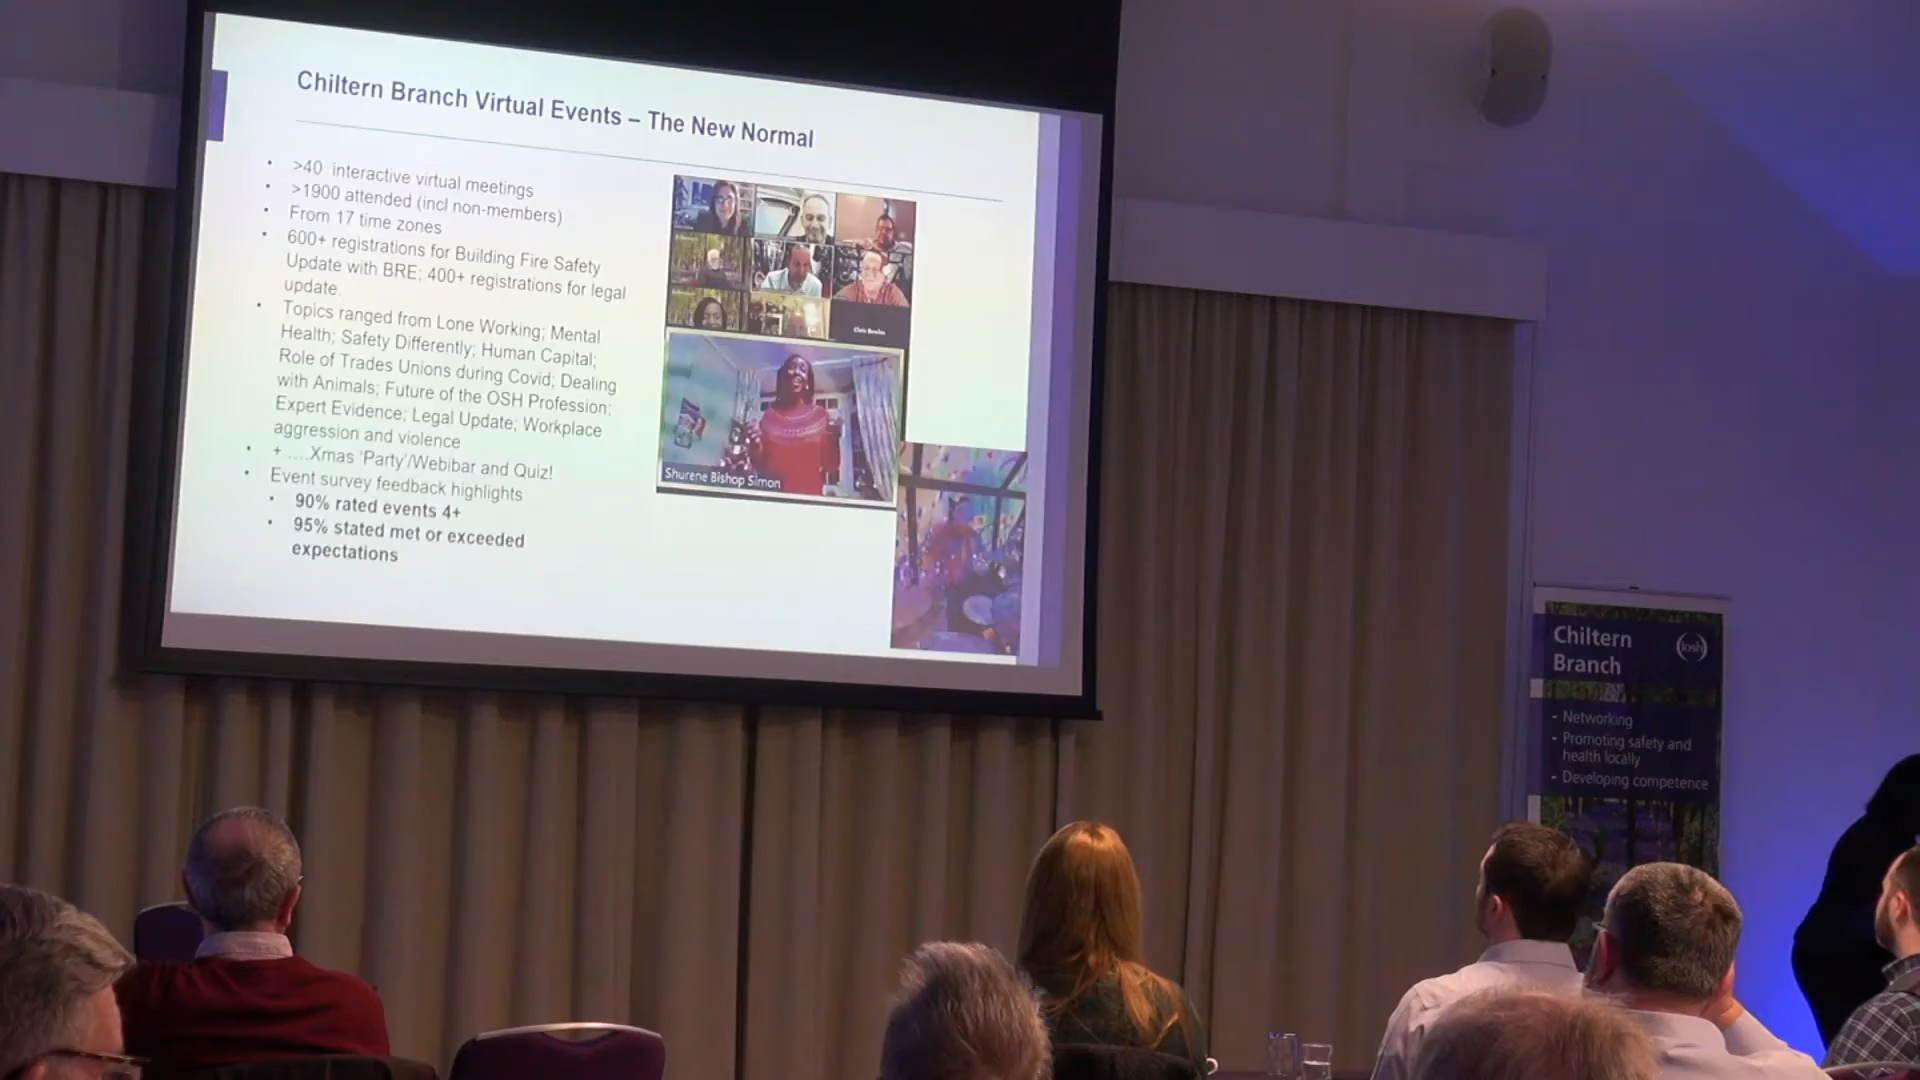 Chiltern Branch Virtual Events – The New Normal
• >40 interactive virtual meetings
• >1900 attended (incl non-members)
• From 17 time zones
• 600+ registrations for Building Fire Safety
Update with BRE; 400+ registrations for legal
update.
• Topics ranged from Lone Working; Mental
Health; Safety Differently; Human Capital;
Role of Trades Unions during Covid; Dealing
with Animals; Future of the OSH Profession;
Expert Evidence; Legal Update; Workplace
aggression and violence
• + ....Xmas 'Party'/Webibar and Quiz!
• Event survey feedback highlights
• 90% rated events 4+
• 95% stated met or exceeded
expectations
Shurene Bishop Simon
Chiltern
Branch
iosh
- Networking
- Promoting safety and
health locally
- Developing competence